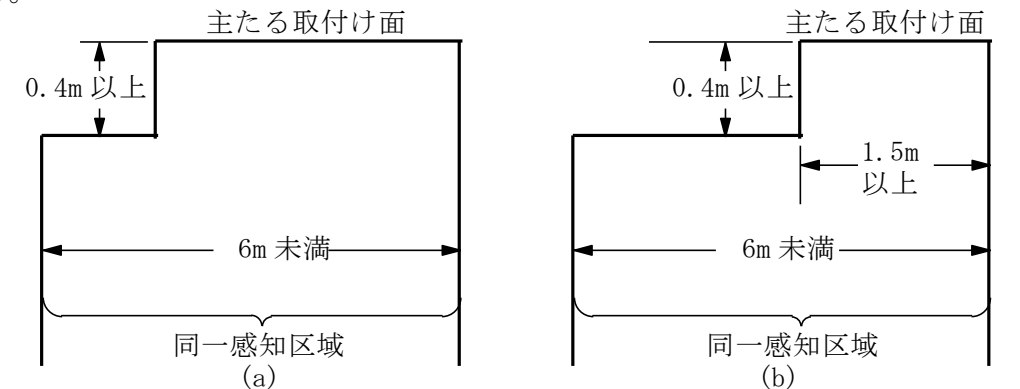 主たる取付け面
0.4m 以上
6m 未満
同一感知区域
(a)
主たる取付け面
0.4m 以上
1.5m
以上
6m 未満
同一感知区域
(b)